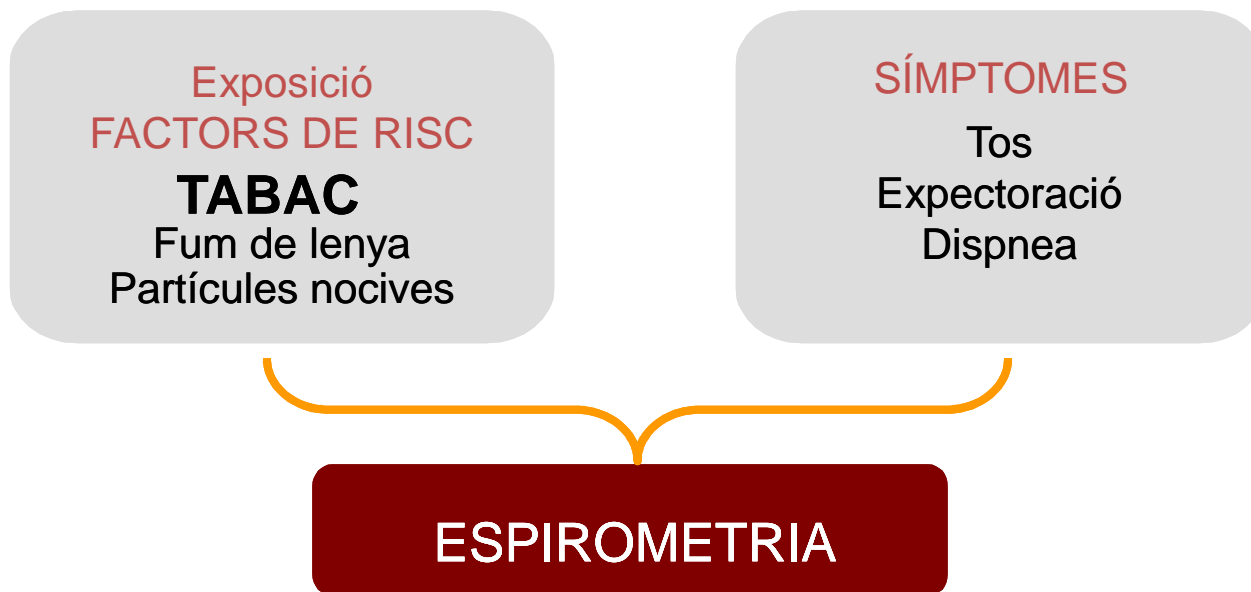 Exposició
FACTORS DE RISC
TABAC
Fum de lenya
Partícules nocives
SÍMPTOMES
Tos
Expectoració
Dispnea
ESPIROMETRIA